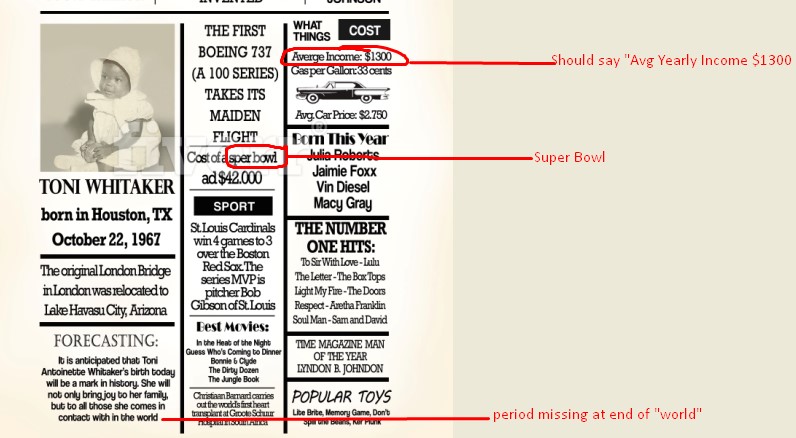 INVENTED
JOHNSON
TONI WHITAKER
born in Houston, TX
October 22, 1967
The original London Bridge
in London was relocated to
Lake Havasu City, Arizona
FORECASTING:
It is anticipated that Toni
Antoinette Whitaker's birth today
will be a mark in history. She will
not only bring joy to her family,
but to all those she comes in
contact with in the world
THE FIRST
BOEING 737
(A 100 SERIES)
TAKES ITS
MAIDEN
FLIGHT
Cost of a sper bowl
ad $42.000
SPORT
St.Louis Cardinals
win 4 games to 3
over the Boston
Red Sox.The
series MVP is
pitcher Bob
Gibson of St.Louis
Best Movies:
In the Heat of the Night
Guess Who's Coming to Dinner
Bonnie & Clyde
The Dirty Dozen
The Jungle Book
Christiaan Barnard carries
out the world's first heart
transplant at Groote Schuur
Hospital in South Africa
WHAT
THINGS
COST
Averge Income: $1300
Gas per Gallon: 33 cents
Avg. Car Price: $2.750
Born This Year
Julia Roberts
Jaimie Foxx
Vin Diesel
Macy Gray
THE NUMBER
ONE HITS:
To Sir With Love - Lulu
The Letter - The Box Tops
Light My Fire - The Doors
Respect - Aretha Franklin
Soul Man - Sam and David
TIME MAGAZINE MAN
OF THE YEAR
LYNDON B. JOHNDON
POPULAR TOYS
Lite Brite, Memory Game, Don't
Spill the Beans, Ker Plunk
Should say "Avg Yearly Income $1300
Super Bowl
period missing at end of "world"